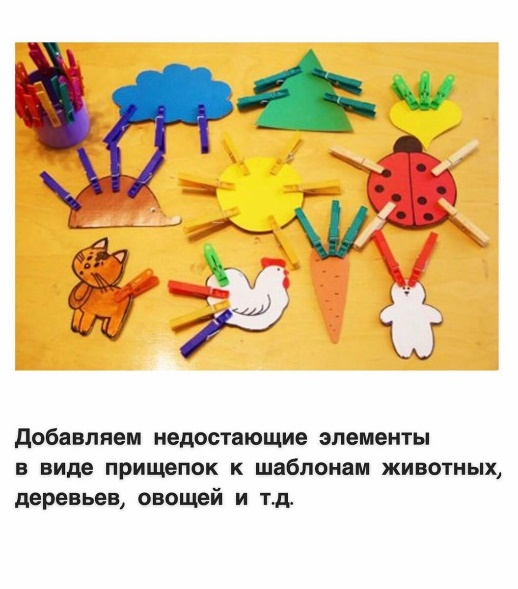 Добавляем недостающие элементы
в виде прищепок к шаблонам животных,
деревьев, овощей и т.д.